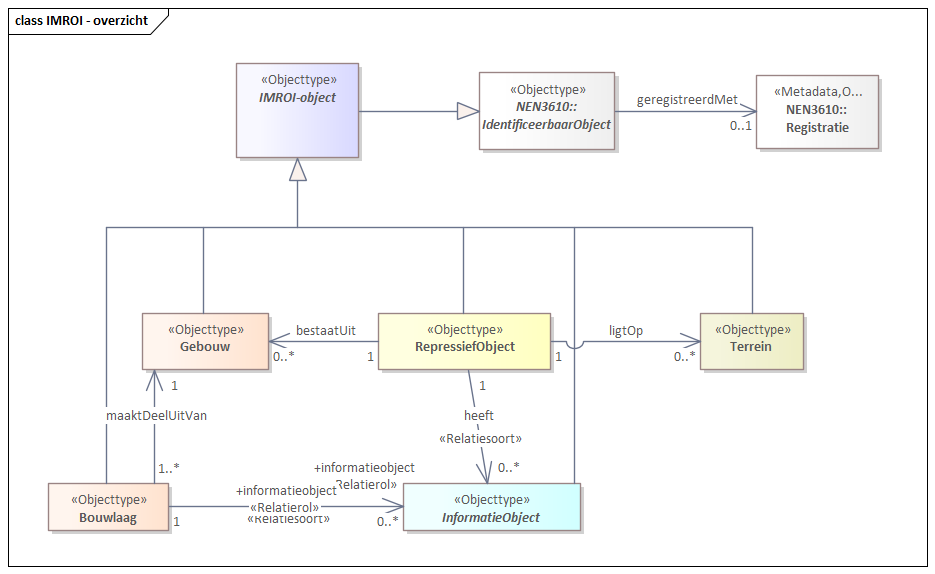 class IMROI - overzicht
«Objecttype»
IMROI-object
«Objecttype»
NEN3610::
IdentificeerbaarObject
geregistreerdMet
0..1
«Metadata,O...
NEN3610::
Registratie
«Objecttype»
Gebouw
bestaatUit
0..*
1
«Objecttype»
RepressiefObject
ligtOp
1
0..*
«Objecttype»
Terrein
1
maaktDeelUitVan
1..*
1
heeft
«Relatiesoort»
0..*
«Objecttype»
Bouwlaag
1
+informatieobject
«Relatierol»
«Relatiesoort»
+informatieobject
Relatierol»
0..*
«Objecttype»
InformatieObject